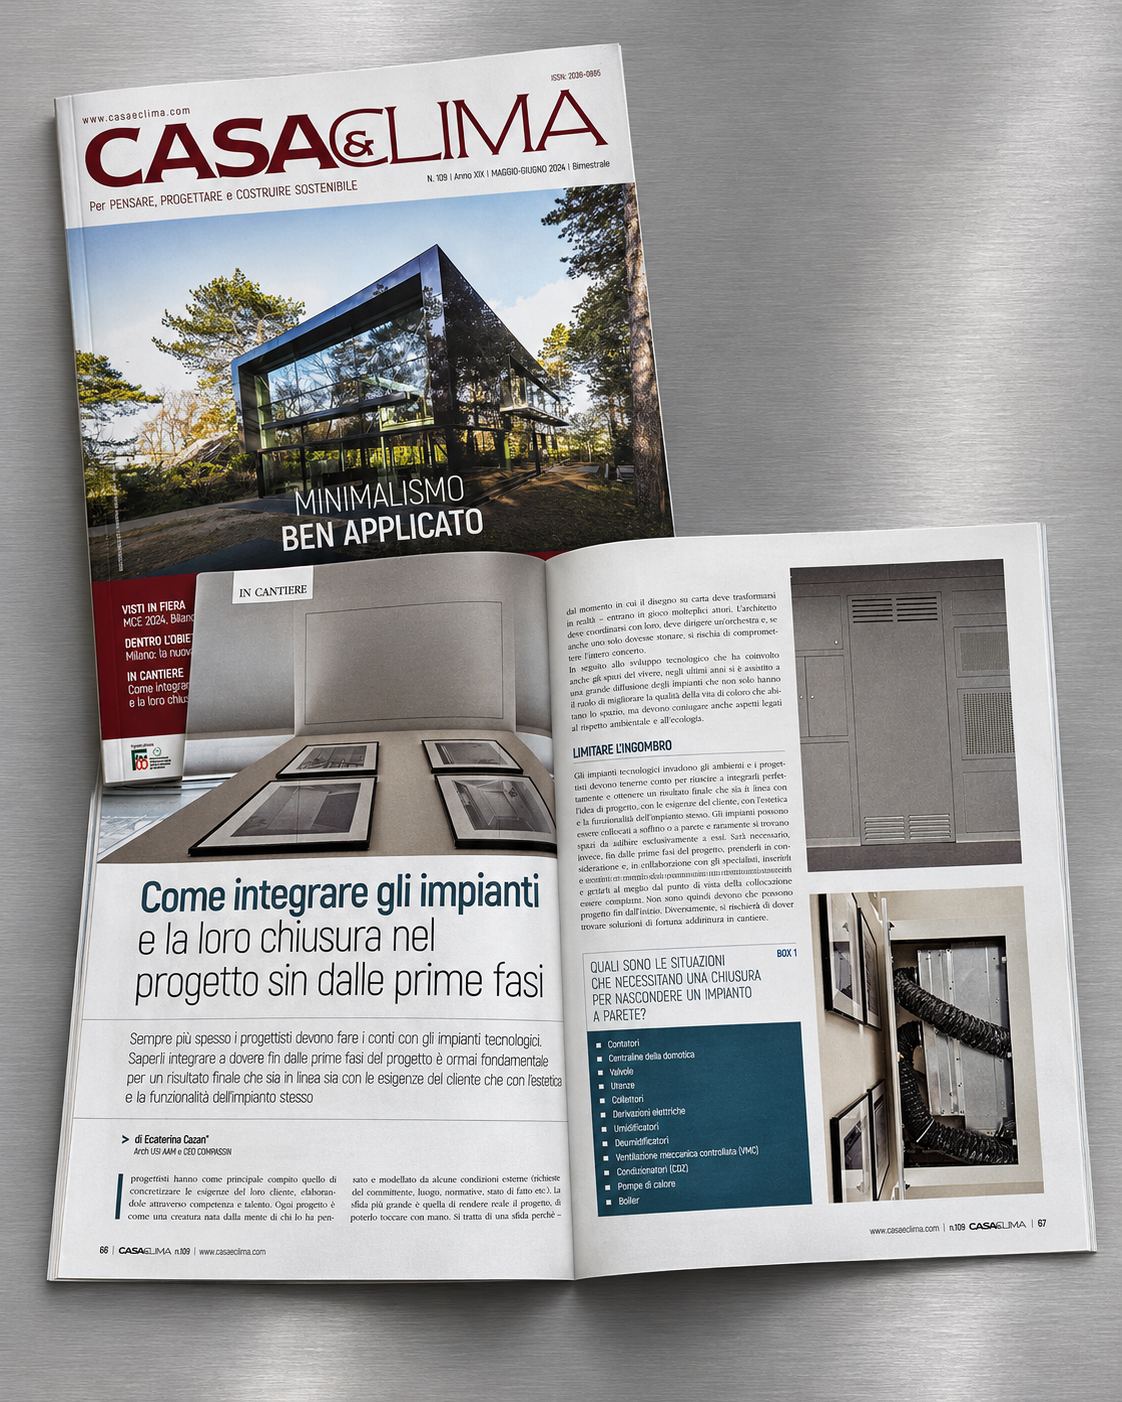 www.casaeclima.com
ISSN: 2038-0885
CASA&CLIMA
N. 109 | Anno XIX | MAGGIO-GIUGNO 2024 | Bimestrale
Per PENSARE, PROGETTARE e COSTRUIRE SOSTENIBILE
MINIMALISMO
BEN APPLICATO
VISTI IN FIERA
MCE 2024, Bilanc
DENTRO L'OBIET
Milano: la nuova
IN CANTIERE
Come integrar
e la loro chius
IN CANTIERE
Come integrare gli impianti
e la loro chiusura nel
progetto sin dalle prime fasi
Sempre più spesso i progettisti devono fare i conti con gli impianti tecnologici.
Saperli integrare a dovere fin dalle prime fasi del progetto è ormai fondamentale
per un risultato finale che sia in linea sia con le esigenze del cliente che con l'estetica
e la funzionalità dell'impianto stesso
> di Ecaterina Cazan*
Arch USI AAM e CEO COMPASSIN
progettisti hanno come principale compito quello di
concretizzare le esigenze del loro cliente, elaboran-
dole attraverso competenza e talento. Ogni progetto è
come una creatura nata dalla mente di chi lo ha pen-
sato e modellato da alcune condizioni esterne (richieste
del committente, luogo, normative, stato di fatto etc). La
sfida più grande è quella di rendere reale il progetto, di
poterlo toccare con mano. Si tratta di una sfida perchè –
66 | CASA&CLIMA n.109 | www.casaeclima.com
dal momento in cui il disegno su carta deve trasformarsi
in realtà – entrano in gioco molteplici attori. L'architetto
deve coordinarsi con loro, deve dirigere un'orchestra e, se
anche uno solo dovesse stonare, si rischia di compromet-
tere l'intero concerto.
In seguito allo sviluppo tecnologico che ha coinvolto
anche gli spazi del vivere, negli ultimi anni si è assistito a
una grande diffusione degli impianti che non solo hanno
il ruolo di migliorare la qualità della vita di coloro che abi-
tano lo spazio, ma devono coniugare anche aspetti legati
al rispetto ambientale e all'ecologia.
LIMITARE L'INGOMBRO
Gli impianti tecnologici invadono gli ambienti e i proget-
tisti devono tenerne conto per riuscire a integrarli perfet-
tamente e ottenere un risultato finale che sia in linea con
l'idea di progetto, con le esigenze del cliente, con l'estetica
e la funzionalità dell'impianto stesso. Gli impianti possono
essere collocati a soffitto o a parete e raramente si trovano
spazi da adibire esclusivamente a essi. Sarà necessario,
invece, fin dalle prime fasi del progetto, prenderli in con-
siderazione e, in collaborazione con gli specialisti, inserirli
e gestirli al meglio dal punto di vista della collocazione
essere compiuta. Non sono quindi devono che possono
progetto fin dall'inizio. Diversamente, si rischierà di dover
trovare soluzioni di fortuna addirittura in cantiere.
BOX 1
QUALI SONO LE SITUAZIONI
CHE NECESSITANO UNA CHIUSURA
PER NASCONDERE UN IMPIANTO
A PARETE?
Contatori
Centraline della domotica
Valvole
Utenze
Collettori
Derivazioni elettriche
Umidificatori
Deumidificatori
Ventilazione meccanica controllata (VMC)
Condizionatori (CDZ)
Pompe di calore
Boiler
www.casaeclima.com | n.109 CASA&CLIMA | 67